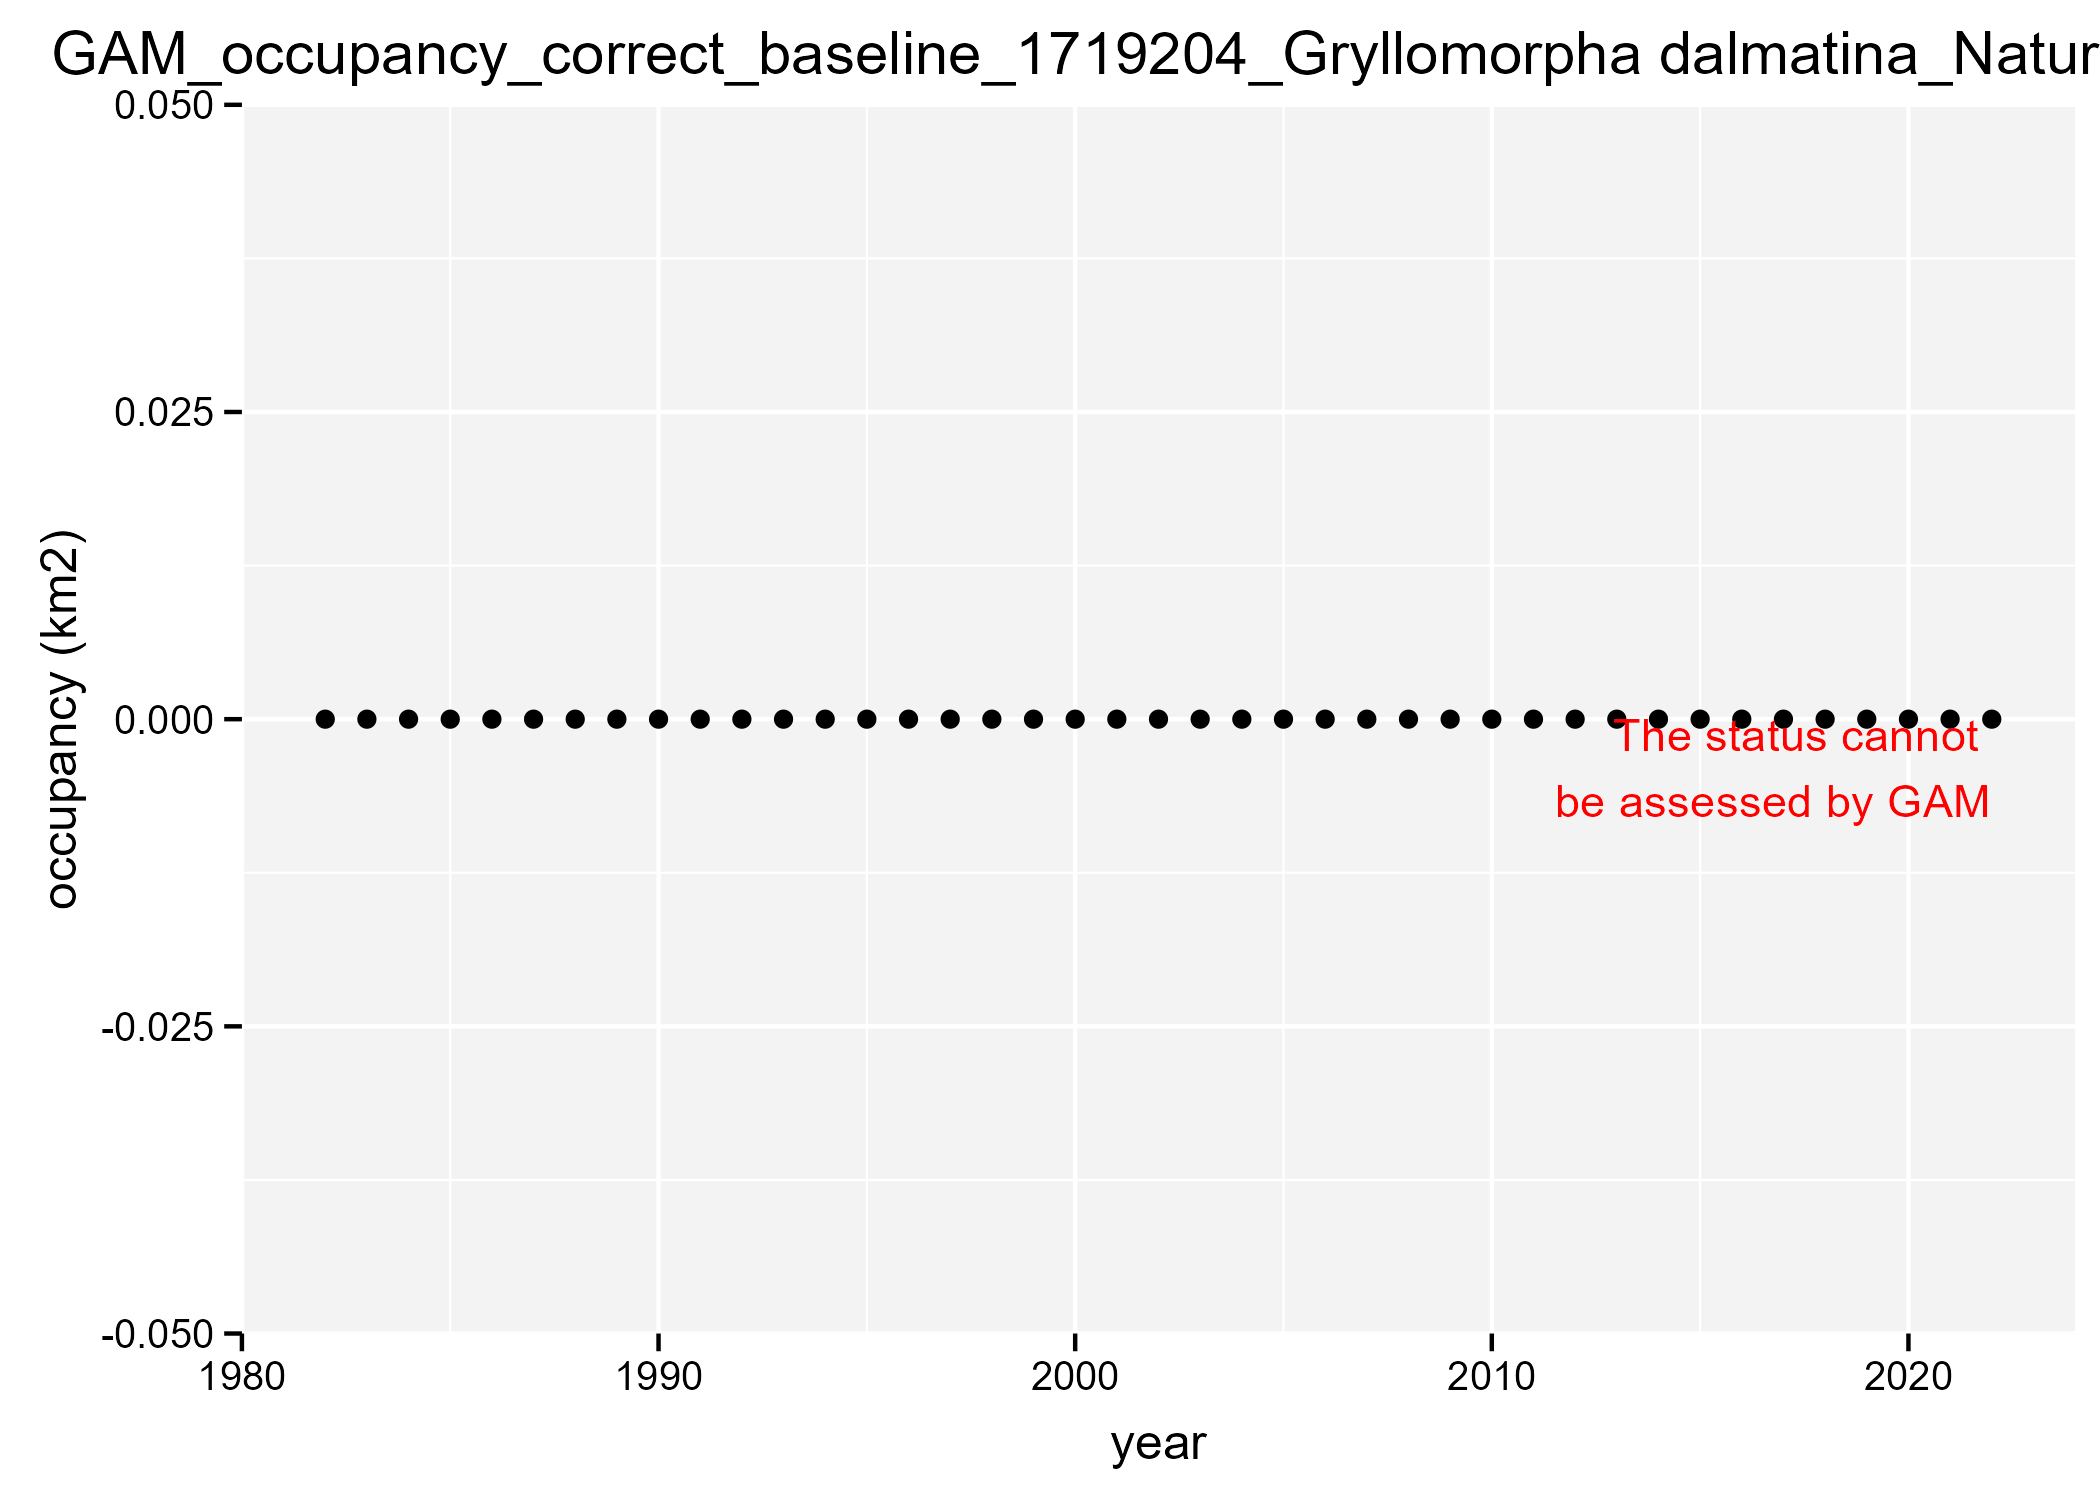 GAM_occupancy_correct_baseline_1719204_Gryllomorpha dalmatina_Natur
0.050
0.025
0.000
-0.025
-0.050
occupancy (km2)
The status cannot
be assessed by GAM
1980 1990 2000 2010 2020
year